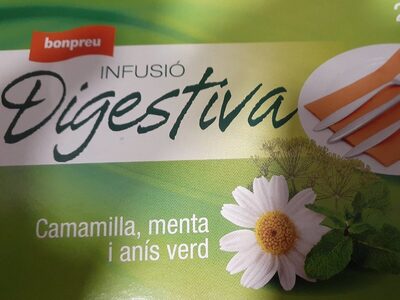 bonpreu
INFUSIÓ
Digestiva
Camamilla, menta
i anís verd